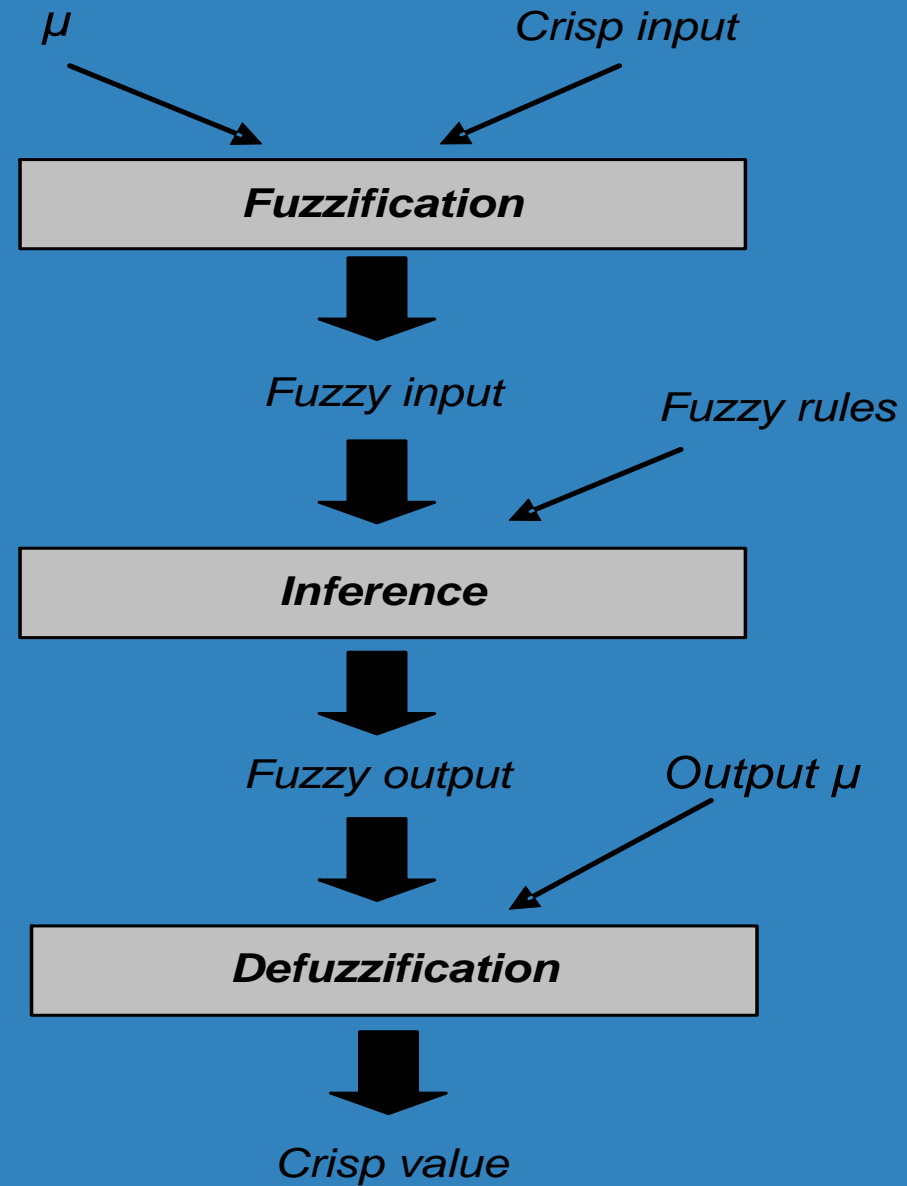 μ
Crisp input
Fuzzification
Fuzzy input
Fuzzy rules
Inference
Fuzzy output
Output μ
Defuzzification
Crisp value